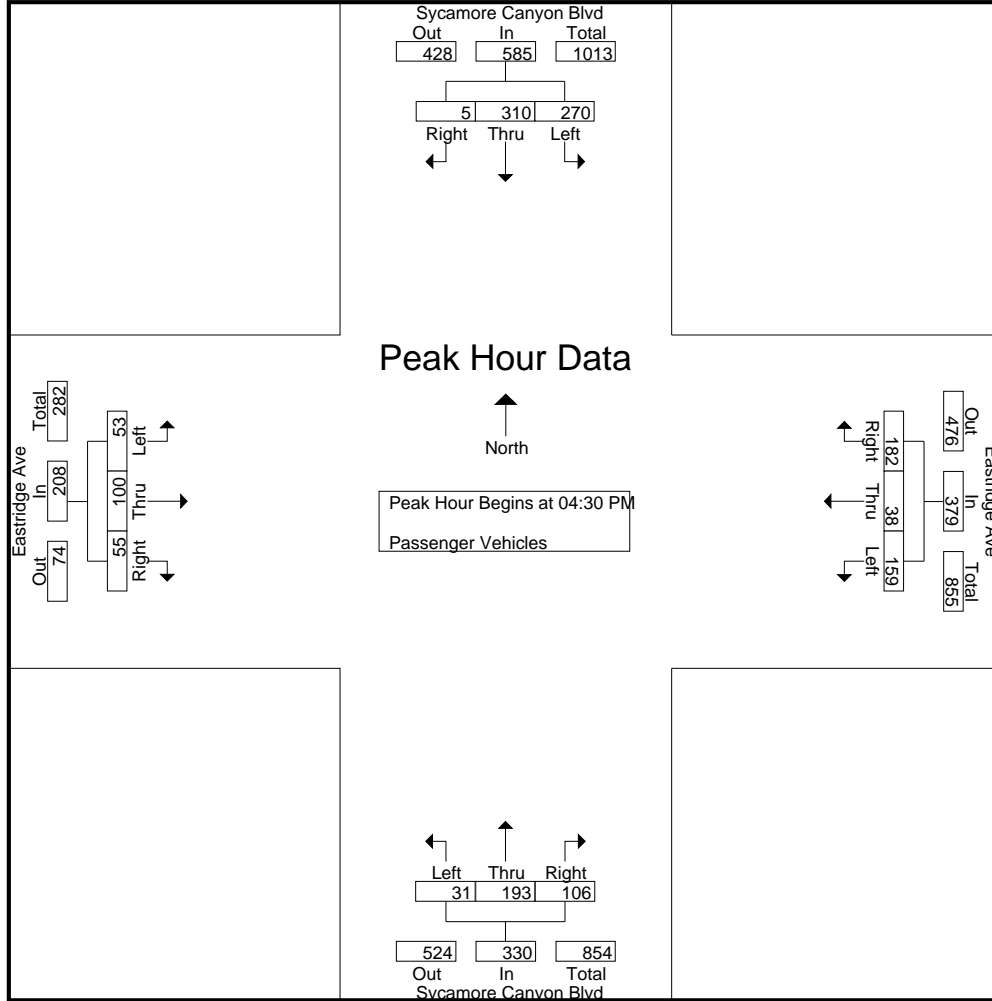 Sycamore Canyon Blvd
Out In Total
428 585 1013
5 310 270
Right Thru Left
Peak Hour Data
North
Peak Hour Begins at 04:30 PM
Passenger Vehicles
Eastridge Ave
Total In Out
282 208 74
53 100 55
Left Thru Right
Right Thru Left
182 38 159
Out In Total
476 379 855
Eastridge Ave
Left Thru Right
31 193 106
524 330 854
Out In Total
Sycamore Canyon Blvd